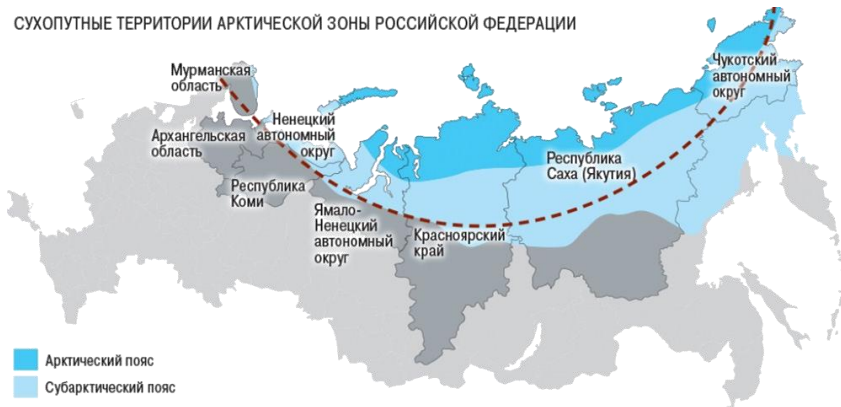 СУХОПУТНЫЕ ТЕРРИТОРИИ АРКТИЧЕСКОЙ ЗОНЫ РОССИЙСКОЙ ФЕДЕРАЦИИ
Мурманская
область
Чукотский
автономный
округ
Ненецкий
автономный
округ
Архангельская
область
Республика
Саха (Якутия)
Республика
Коми
Ямало-
Ненецкий
автономный
округ
Красноярский
край
Арктический пояс
Субарктический пояс